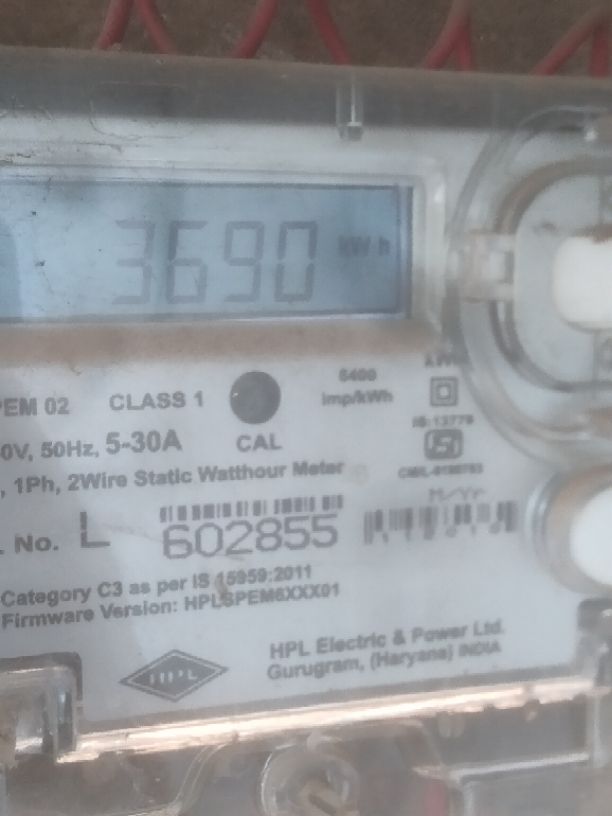 3690 kWh
PEM 02 CLASS 1
6400
imp/kWh
0V, 50Hz, 5-30A
CAL
IS:13779
, 1Ph, 2Wire Static Watthour Meter
M/Yr
. No. L 602855
Category C3 as per IS 15959:2011
Firmware Version: HPLSPEM6XXX01
HPL
HPL Electric & Power Ltd.
Gurugram, (Haryana) INDIA